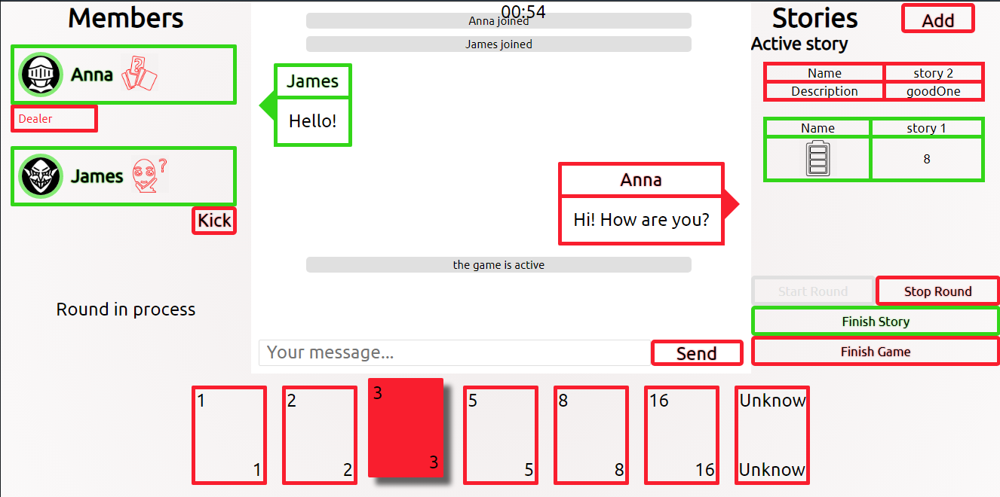 Members
Anna
Dealer
James
Kick
Round in process
00:54
Anna joined
James joined
James
Hello!
Anna
Hi! How are you?
the game is active
Your message...
Send
Stories
Add
Active story
Name story 2
Description goodOne
Name story 1
8
Start Round
Stop Round
Finish Story
Finish Game
1
1
2
2
3
3
5
5
8
8
16
16
Unknow
Unknow